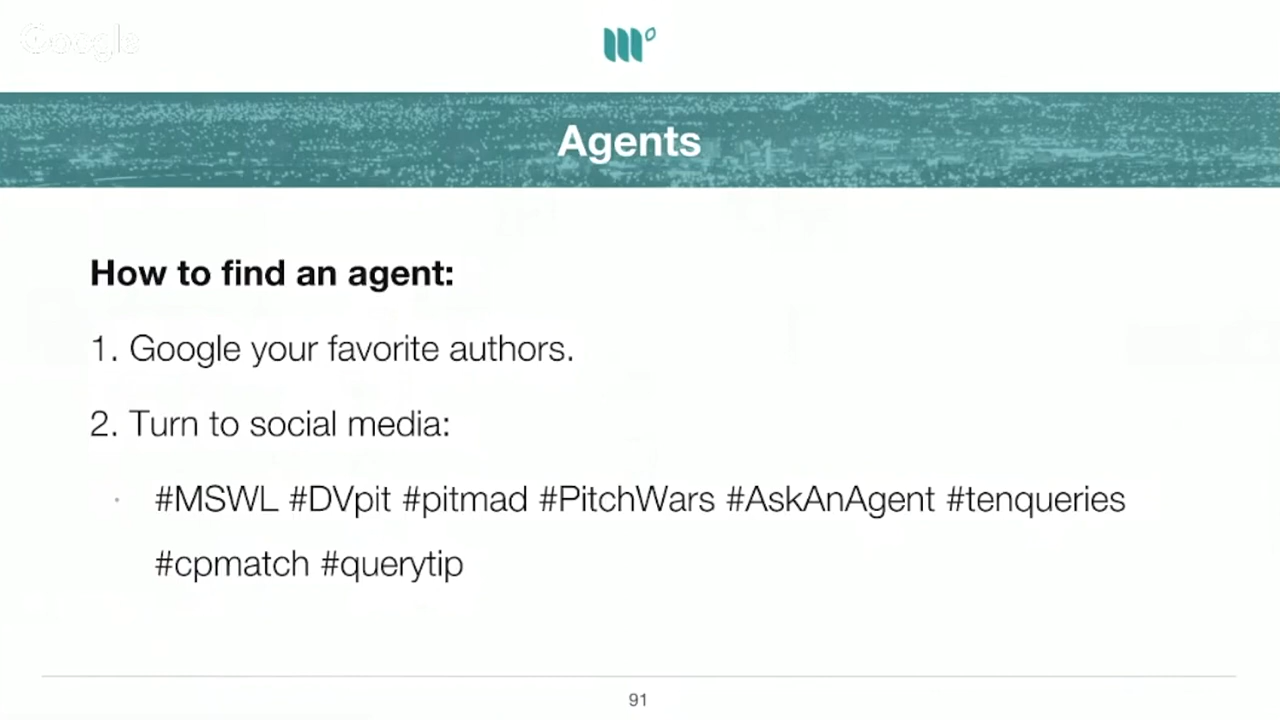 Google
Agents
How to find an agent:
1. Google your favorite authors.
2. Turn to social media:
#MSWL #DVpit #pitmad #PitchWars #AskAnAgent #tenqueries
#cpmatch #querytip
91